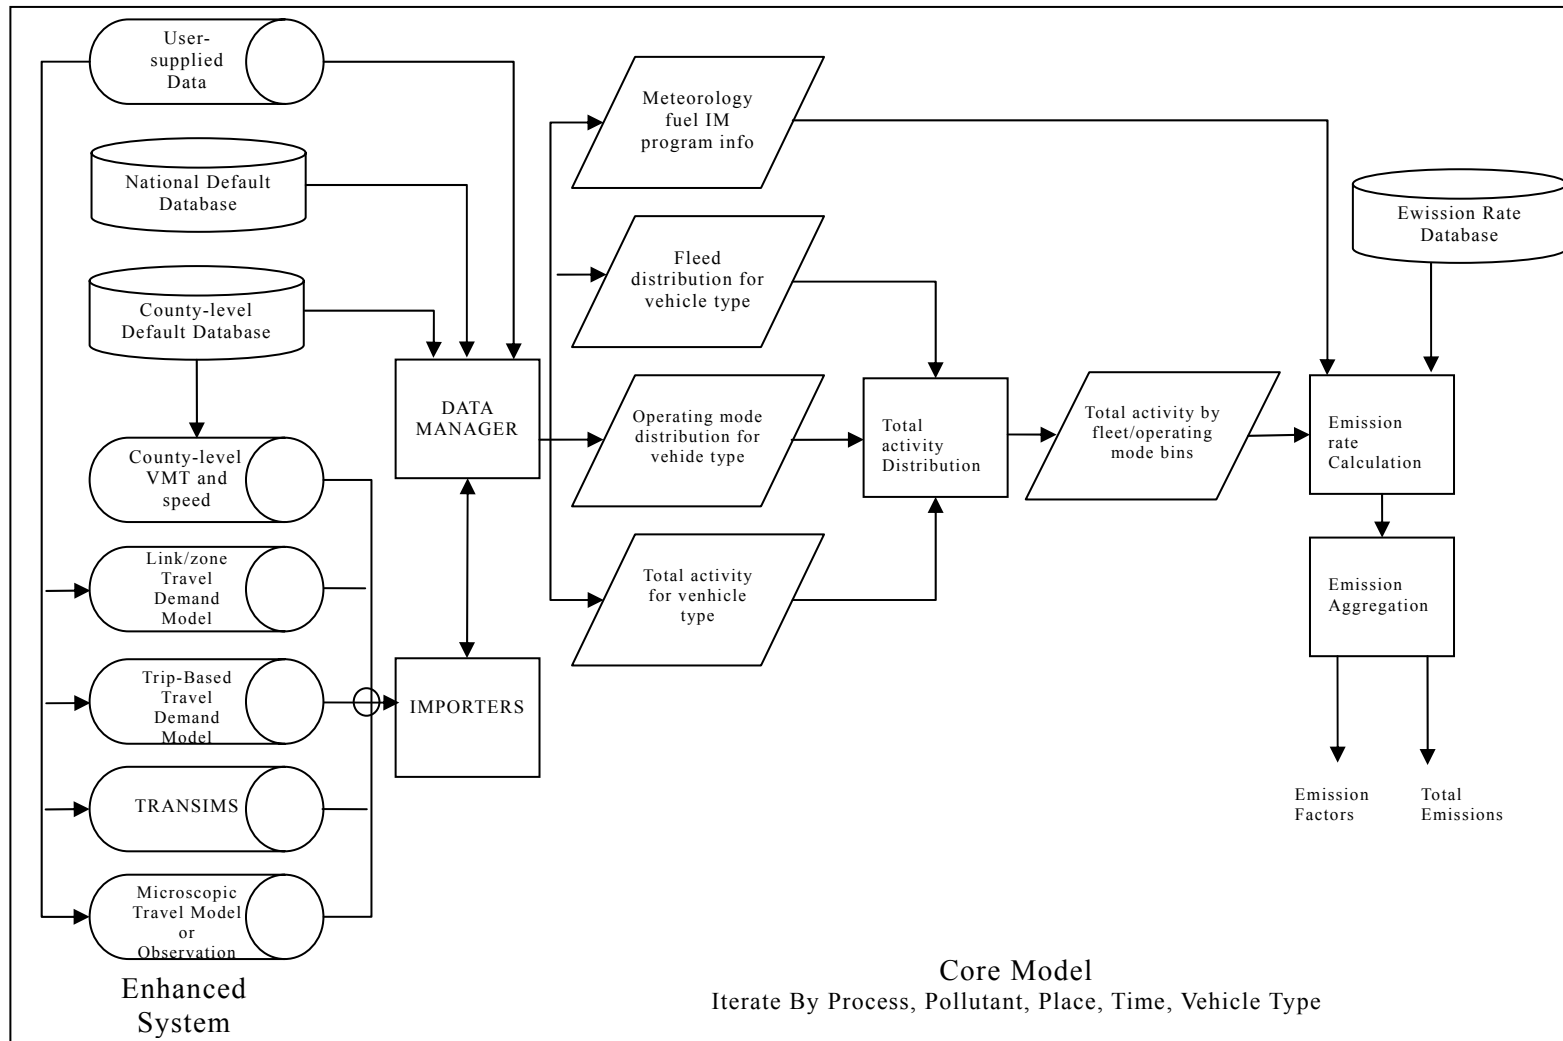 User-
supplied
Data
National Default
Database
County-level
Default Database
County-level
VMT and
speed
Link/zone
Travel
Demand
Model
Trip-Based
Travel
Demand
Model
TRANSIMS
Microscopic
Travel Model
or
Observation
Enhanced
System
DATA
MANAGER
IMPORTERS
Meteorology
fuel IM
program info
Fleed
distribution for
vehicle type
Operating mode
distribution for
vehide type
Total activity
for venhicle
type
Total
activity
Distribution
Total activity by
fleet/operating
mode bins
Ewission Rate
Database
Emission
rate
Calculation
Emission
Aggregation
Emission
Factors
Total
Emissions
Core Model
Iterate By Process, Pollutant, Place, Time, Vehicle Type